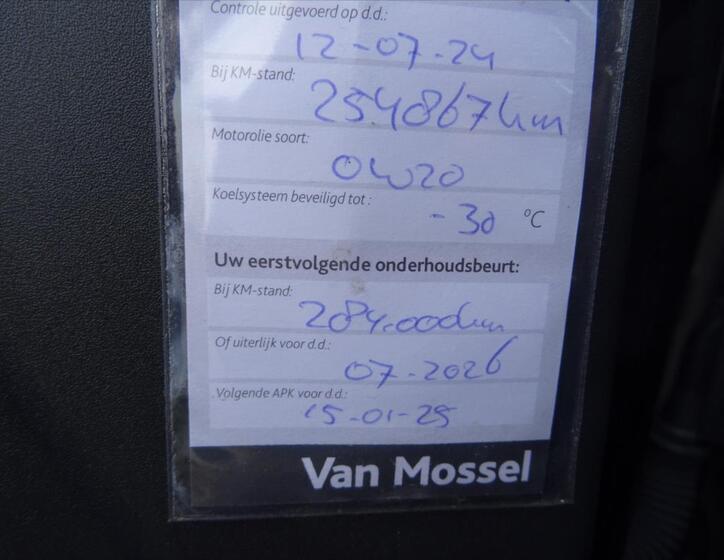 Controle uitgevoerd op d.d.:
12-07-24
Bij KM-stand:
254867km
Motorolie soort:
0W20
Koelsysteem beveiligd tot:
-30 °C
Uw eerstvolgende onderhoudsbeurt:
Bij KM-stand:
284.000km
Of uiterlijk voor d.d.:
07-2026
Volgende APK voor d.d.:
15-01-25
Van Mossel